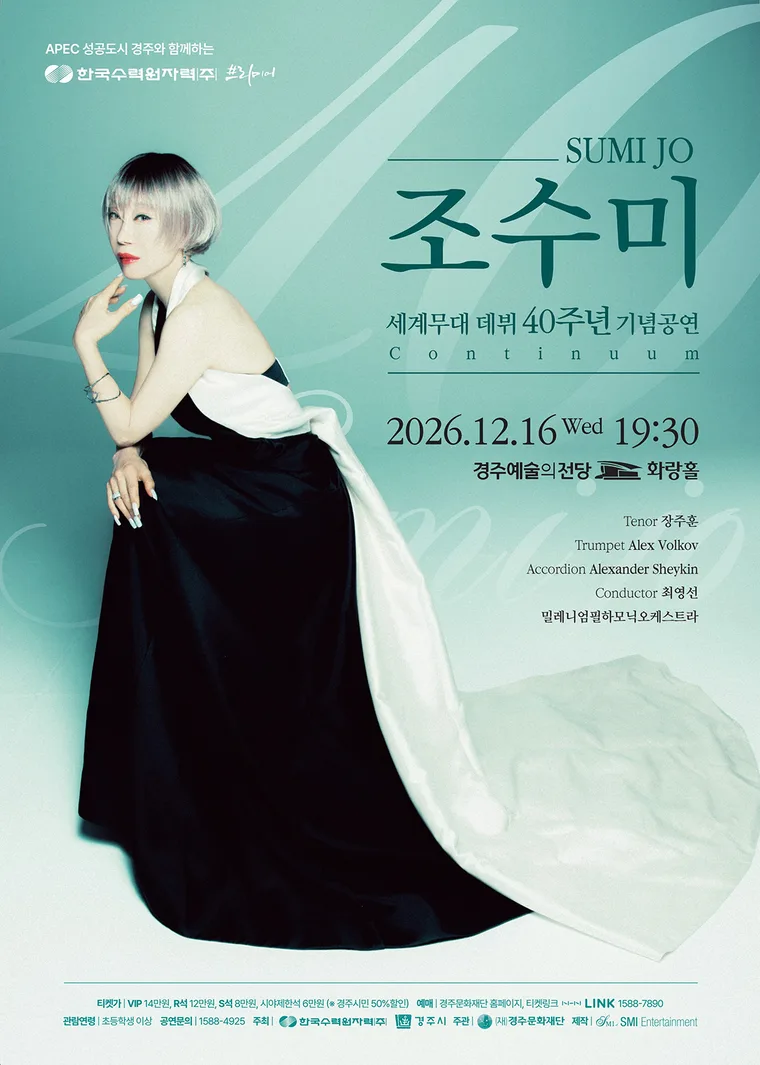 APEC 성공도시 경주와 함께하는
한국수력원자력(주) 프리미어
SUMI JO
조수미
세계무대 데뷔 40주년 기념공연
Continuum
2026.12.16 Wed 19:30
경주예술의전당 화랑홀
Tenor 장주훈
Trumpet Alex Volkov
Accordion Alexander Sheykin
Conductor 최영선
밀레니엄필하모닉오케스트라
40
Sumi Jo
티켓가 | VIP 14만원, R석 12만원, S석 8만원, 시야제한석 6만원 (※ 경주시민 50%할인) 예매 | 경주문화재단 홈페이지, 티켓링크 LINK 1588-7890
관람연령 | 초등학생 이상 공연문의 | 1588-4925 주최 | 한국수력원자력(주) 경주시 주관 | (재)경주문화재단 제작 | SMI SMI Entertainment